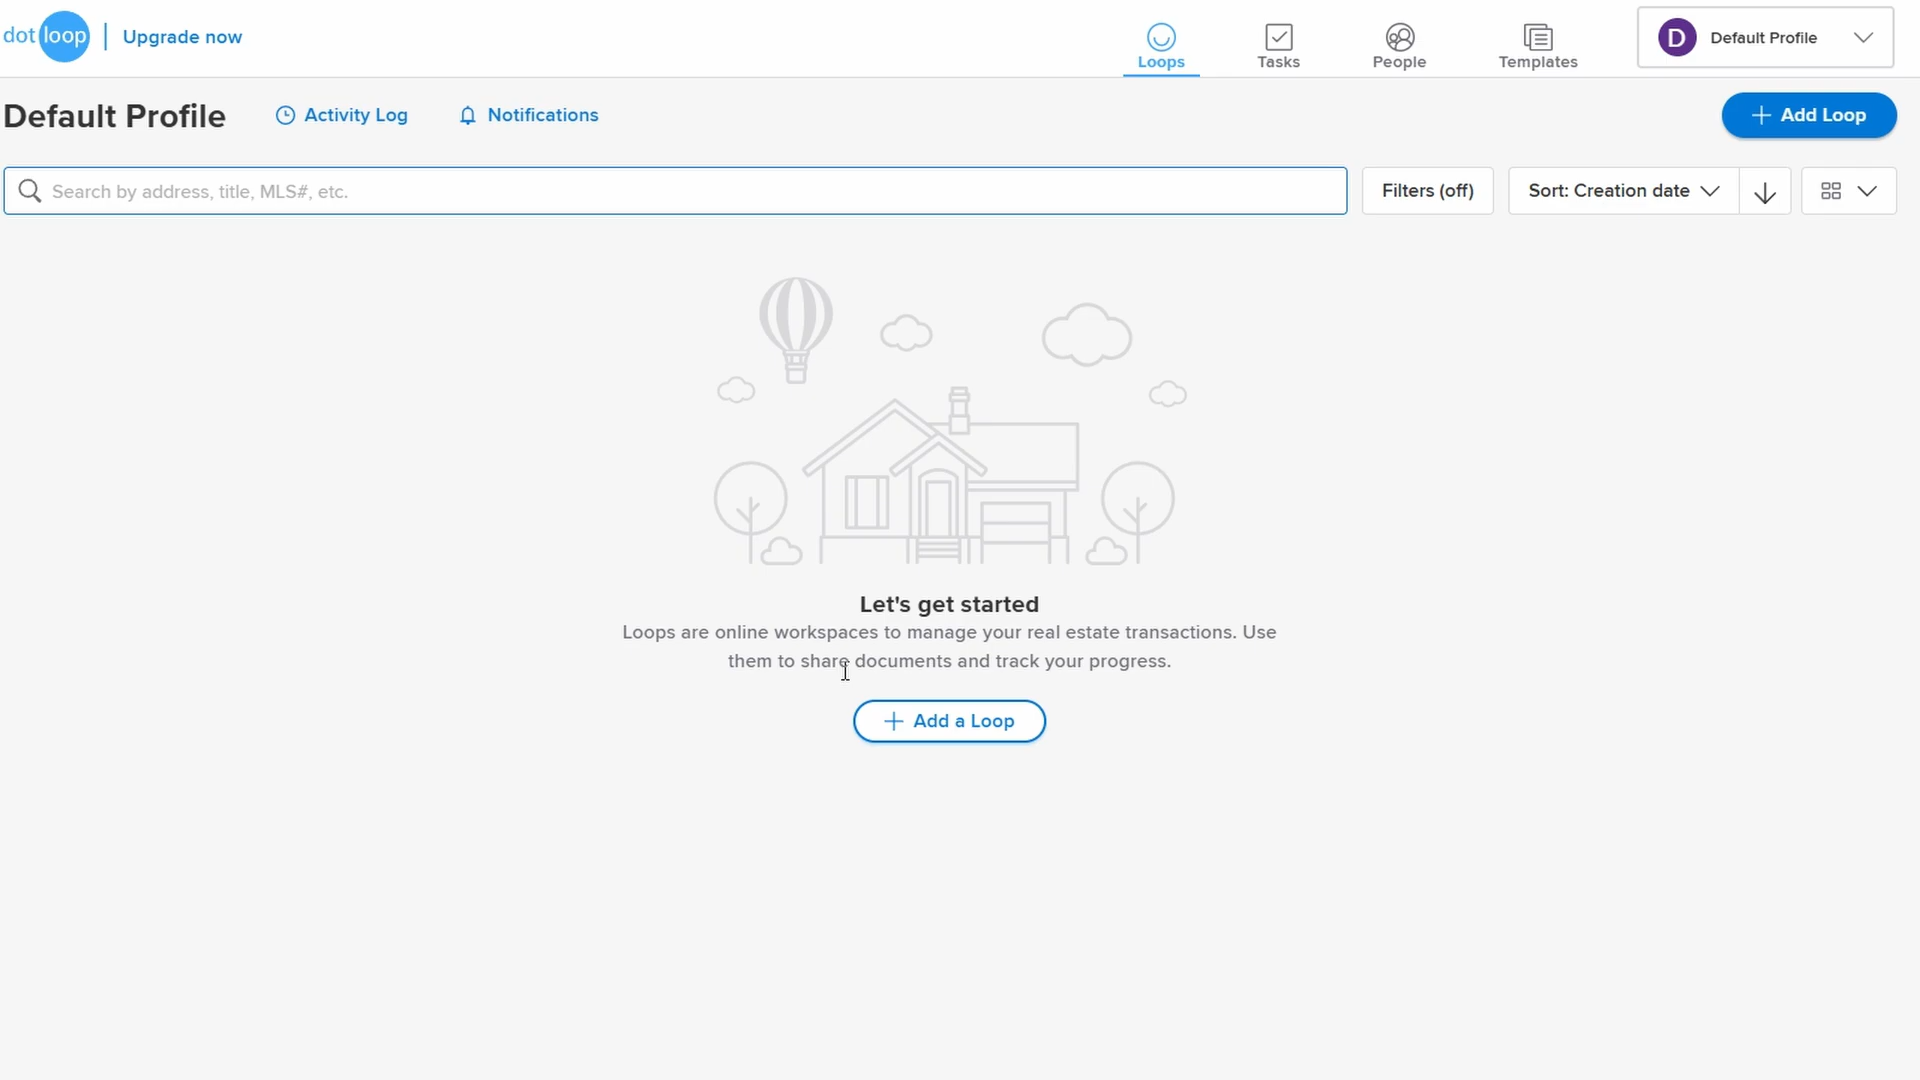 dotloop Upgrade now Loops Tasks People Templates D Default Profile
Default Profile Activity Log Notifications Add Loop
Search by address, title, MLS#, etc. Filters (off) Sort: Creation date
Let's get started
Loops are online workspaces to manage your real estate transactions. Use
them to share documents and track your progress.
Add a Loop